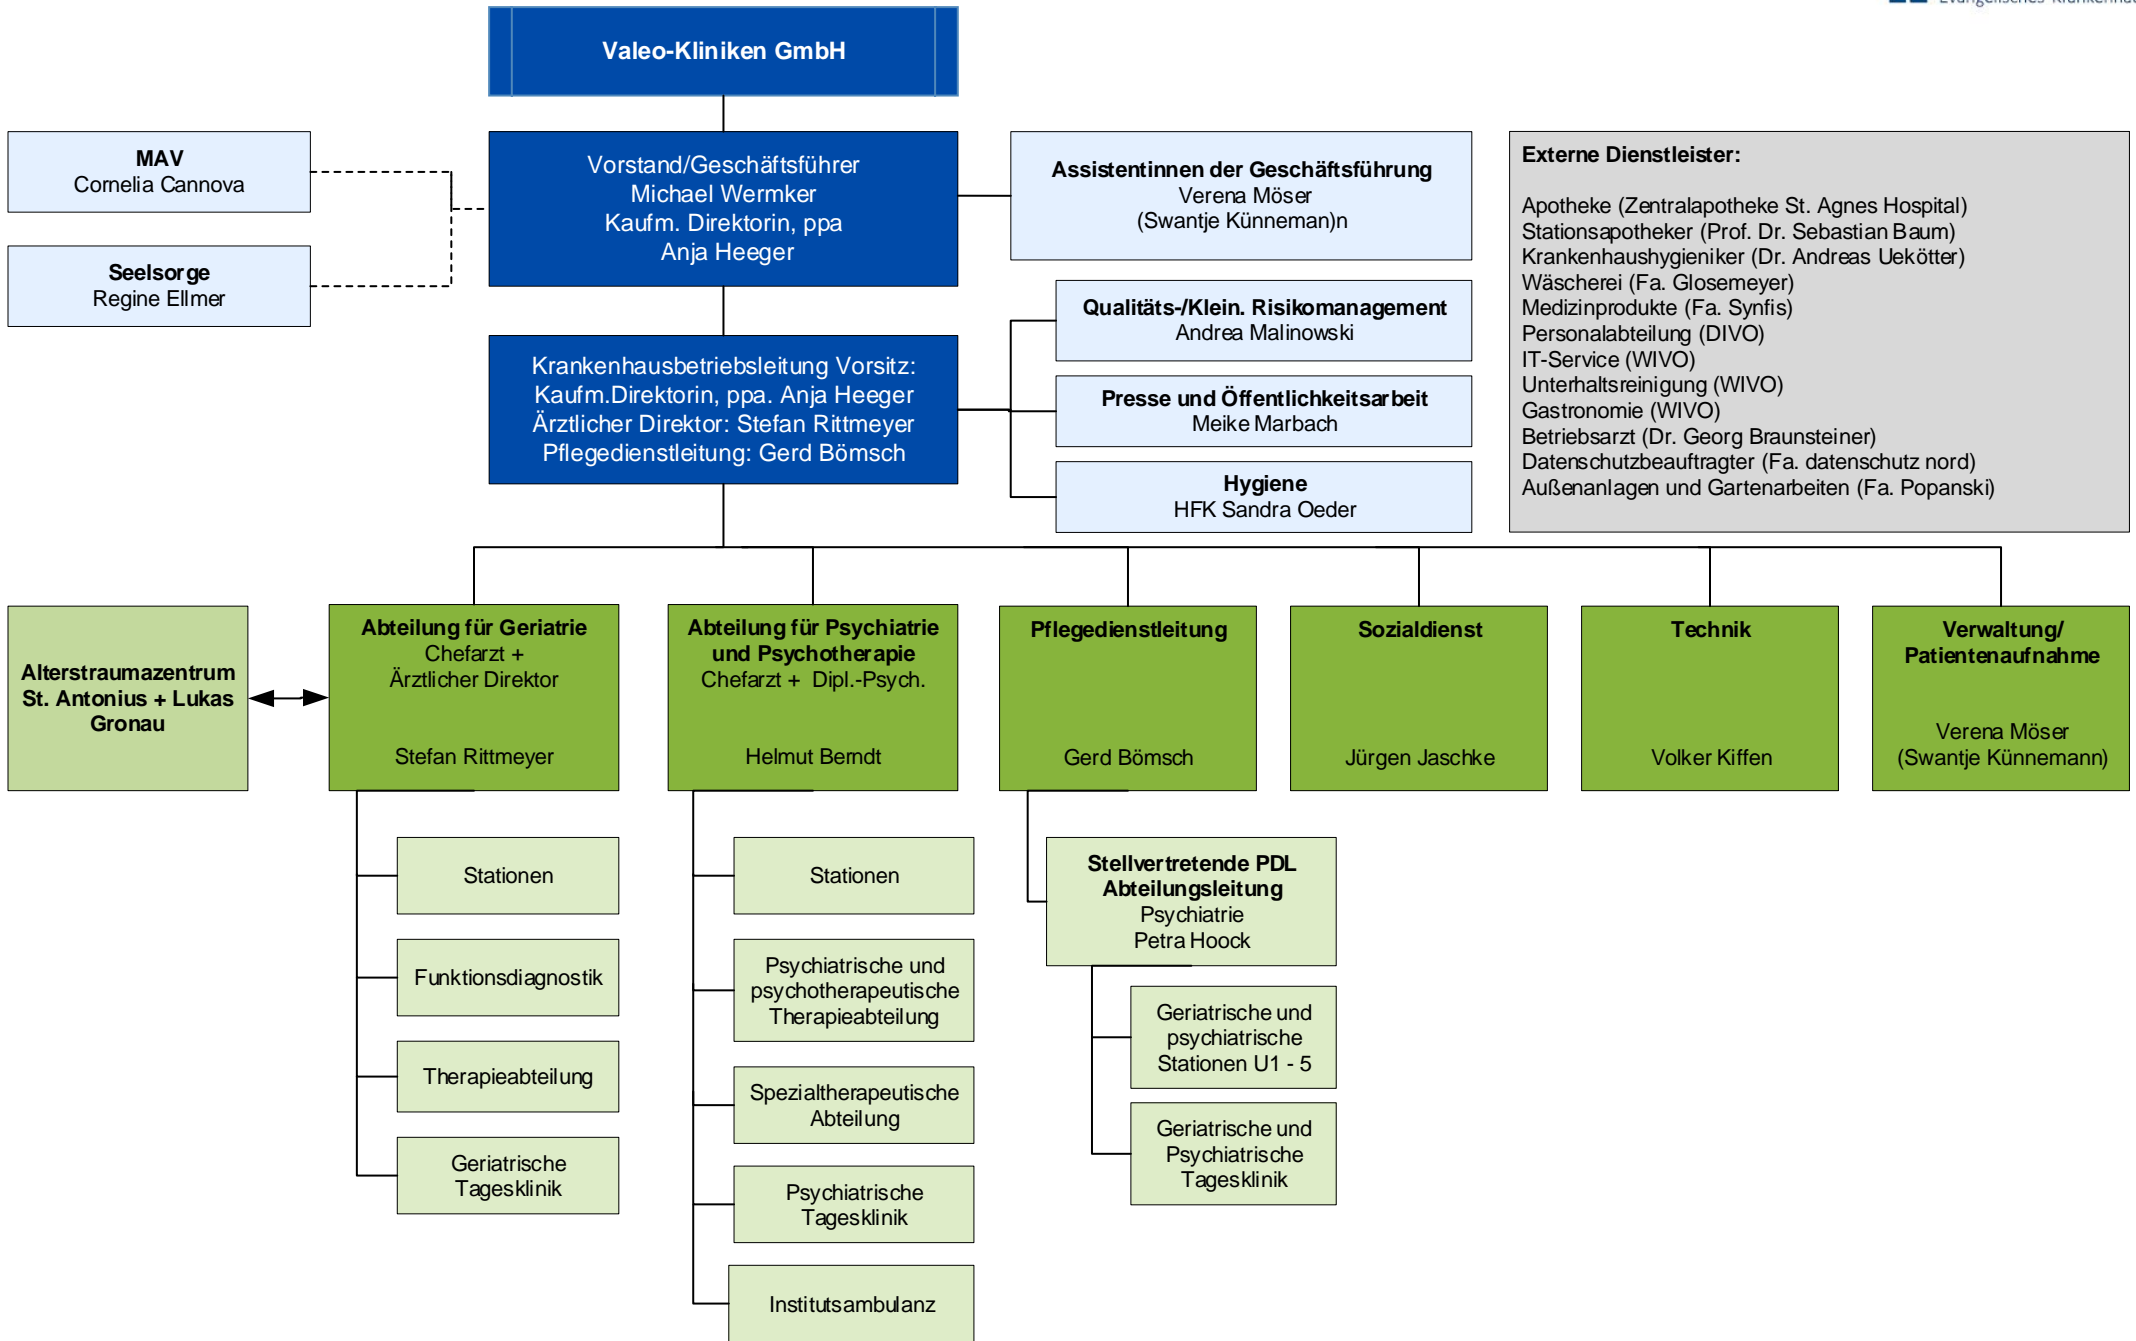 Evangelisches Krankenhaus
Valeo-Kliniken GmbH
MAV
Cornelia Cannova
Seelsorge
Regine Ellmer
Vorstand/Geschäftsführer
Michael Wermker
Kaufm. Direktorin, ppa
Anja Heeger
Assistentinnen der Geschäftsführung
Verena Möser
(Swantje Künneman)n
Externe Dienstleister:
Apotheke (Zentralapotheke St. Agnes Hospital)
Stationsapotheker (Prof. Dr. Sebastian Baum)
Krankenhaushygieniker (Dr. Andreas Uekötter)
Wäscherei (Fa. Glosemeyer)
Medizinprodukte (Fa. Synfis)
Personalabteilung (DIVO)
IT-Service (WIVO)
Unterhaltsreinigung (WIVO)
Gastronomie (WIVO)
Betriebsarzt (Dr. Georg Braunsteiner)
Datenschutzbeauftragter (Fa. datenschutz nord)
Außenanlagen und Gartenarbeiten (Fa. Popanski)
Krankenhausbetriebsleitung Vorsitz:
Kaufm.Direktorin, ppa. Anja Heeger
Ärztlicher Direktor: Stefan Rittmeyer
Pflegedienstleitung: Gerd Bömsch
Qualitäts-/Klein. Risikomanagement
Andrea Malinowski
Presse und Öffentlichkeitsarbeit
Meike Marbach
Hygiene
HFK Sandra Oeder
Alterstraumazentrum
St. Antonius + Lukas
Gronau
Abteilung für Geriatrie
Chefarzt +
Ärztlicher Direktor
Stefan Rittmeyer
Abteilung für Psychiatrie
und Psychotherapie
Chefarzt + Dipl.-Psych.
Helmut Berndt
Pflegedienstleitung
Gerd Bömsch
Sozialdienst
Jürgen Jaschke
Technik
Volker Kiffen
Verwaltung/
Patientenaufnahme
Verena Möser
(Swantje Künnemann)
Stationen
Funktionsdiagnostik
Therapieabteilung
Geriatrische
Tagesklinik
Stationen
Psychiatrische und
psychotherapeutische
Therapieabteilung
Spezialtherapeutische
Abteilung
Psychiatrische
Tagesklinik
Institutsambulanz
Stellvertretende PDL
Abteilungsleitung
Psychiatrie
Petra Hoock
Geriatrische und
psychiatrische
Stationen U1 - 5
Geriatrische und
Psychiatrische
Tagesklinik